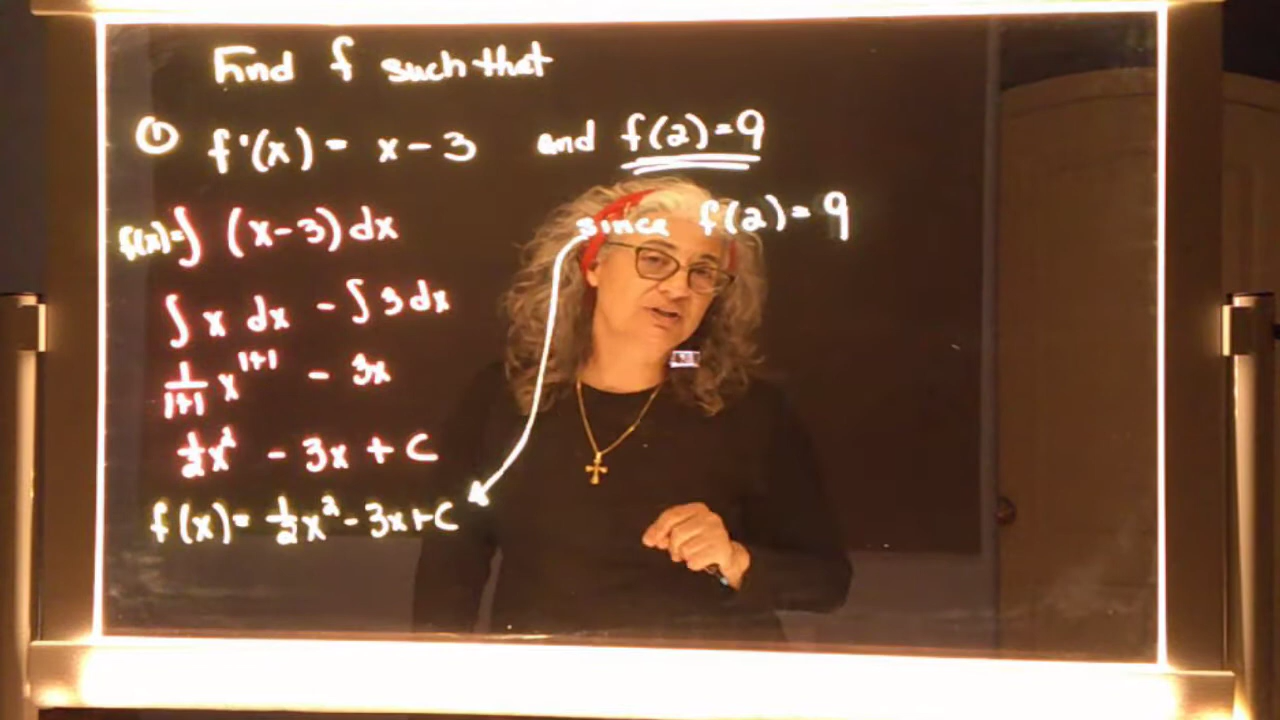 Find f such that
① f'(x) = x - 3 and f(2)=9
f(x)=∫ (x-3) dx
since f(2)=9
∫ x dx - ∫ 3 dx
1/(1+1) x^(1+1) - 3x
½x² - 3x + C
f(x)= ½x² - 3x + C